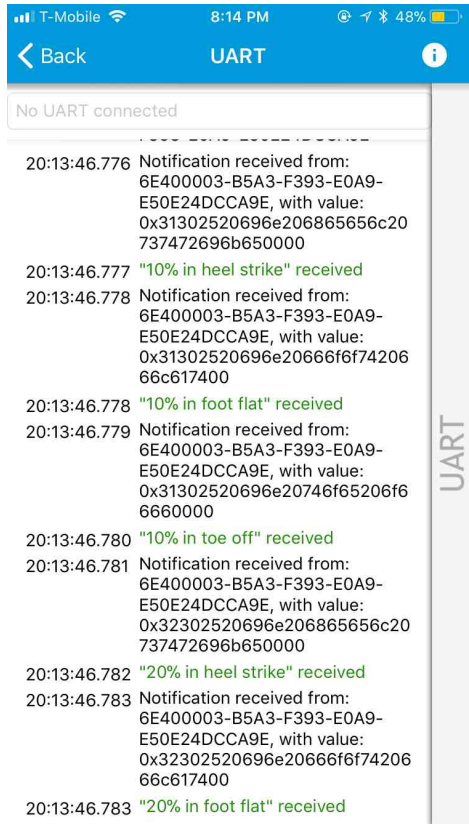 T-Mobile 8:14 PM 48%
Back UART
No UART connected
20:13:46.776 Notification received from:
6E400003-B5A3-F393-E0A9-
E50E24DCCA9E, with value:
0x31302520696e206865656c20
737472696b650000
20:13:46.777 "10% in heel strike" received
20:13:46.778 Notification received from:
6E400003-B5A3-F393-E0A9-
E50E24DCCA9E, with value:
0x31302520696e20666f6f74206
66c617400
20:13:46.778 "10% in foot flat" received
20:13:46.779 Notification received from:
6E400003-B5A3-F393-E0A9-
E50E24DCCA9E, with value:
0x31302520696e20746f65206f6
6660000
20:13:46.780 "10% in toe off" received
20:13:46.781 Notification received from:
6E400003-B5A3-F393-E0A9-
E50E24DCCA9E, with value:
0x32302520696e206865656c20
737472696b650000
20:13:46.782 "20% in heel strike" received
20:13:46.783 Notification received from:
6E400003-B5A3-F393-E0A9-
E50E24DCCA9E, with value:
0x32302520696e20666f6f74206
66c617400
20:13:46.783 "20% in foot flat" received
UART